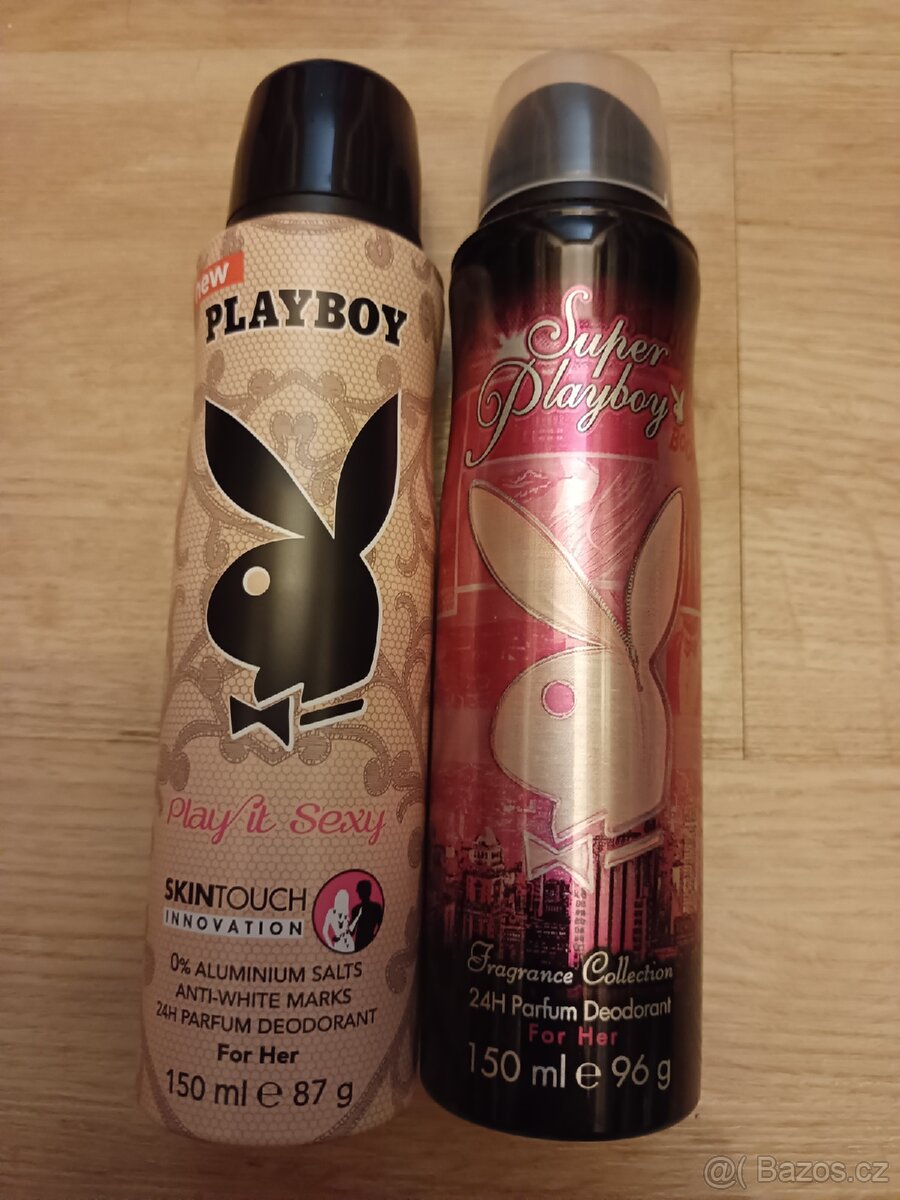 new
PLAYBOY
Play it Sexy
SKINTOUCH
INNOVATION
0% ALUMINIUM SALTS
ANTI-WHITE MARKS
24H PARFUM DEODORANT
For Her
150 ml e 87 g
Super
Playboy
Fragrance Collection
24H Parfum Deodorant
For Her
150 ml e 96 g
@( Bazos.cz